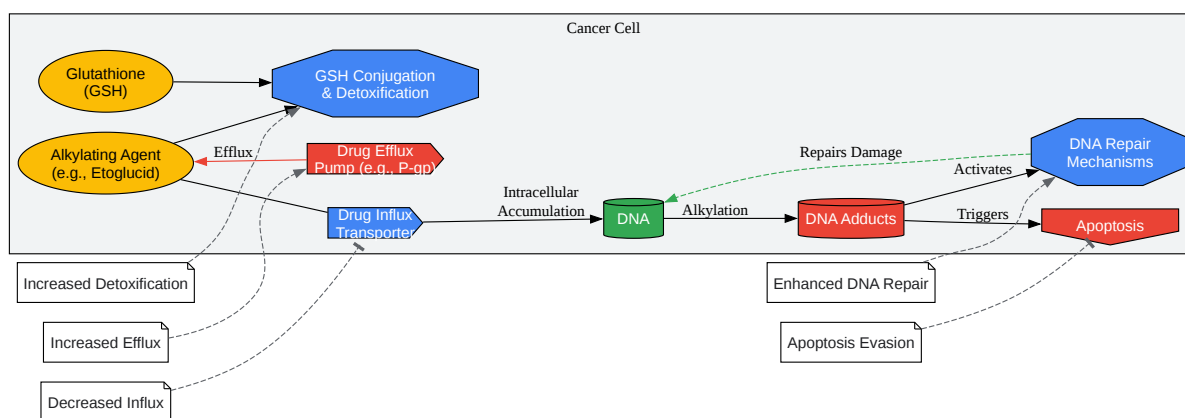 Cancer Cell
Glutathione
(GSH)
GSH Conjugation
& Detoxification
Alkylating Agent
(e.g., Etoglucid)
Efflux
Drug Efflux
Pump (e.g., P-gp)
Drug Influx
Transporter
Intracellular
Accumulation
DNA
Alkylation
DNA Adducts
Repairs Damage
Activates
Triggers
DNA Repair
Mechanisms
Apoptosis
Increased Detoxification
Increased Efflux
Decreased Influx
Enhanced DNA Repair
Apoptosis Evasion